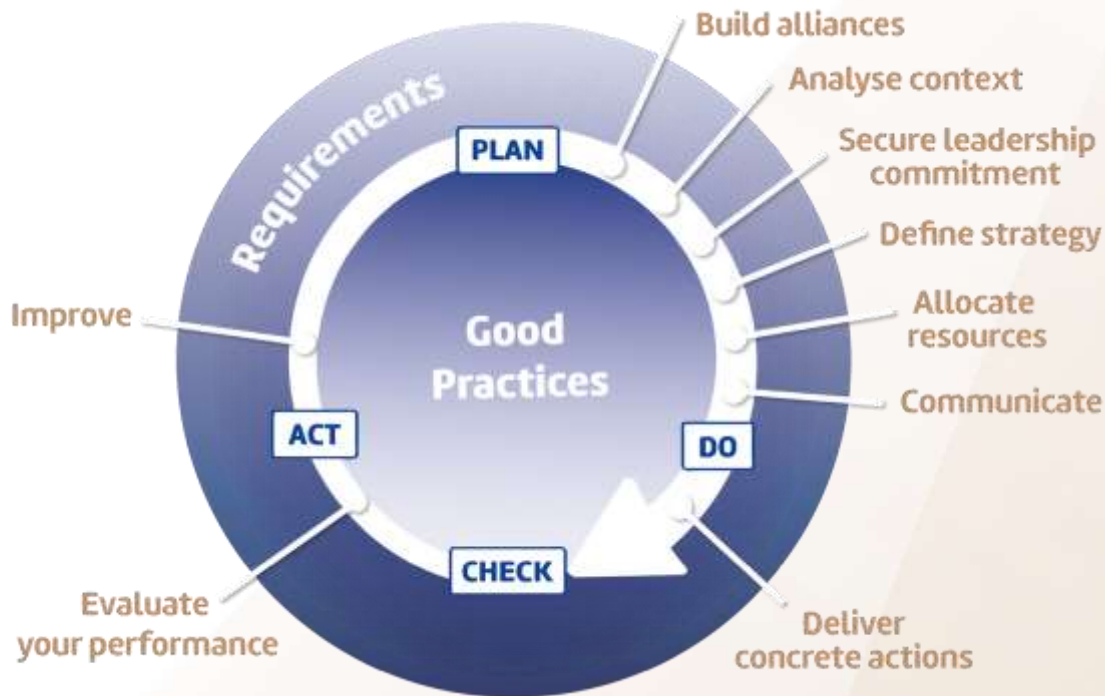 Build alliances
Analyse context
Requirements
PLAN
Secure leadership
commitment
Define strategy
Improve
Good
Practices
Allocate
resources
Communicate
ACT
DO
CHECK
Evaluate
your performance
Deliver
concrete actions